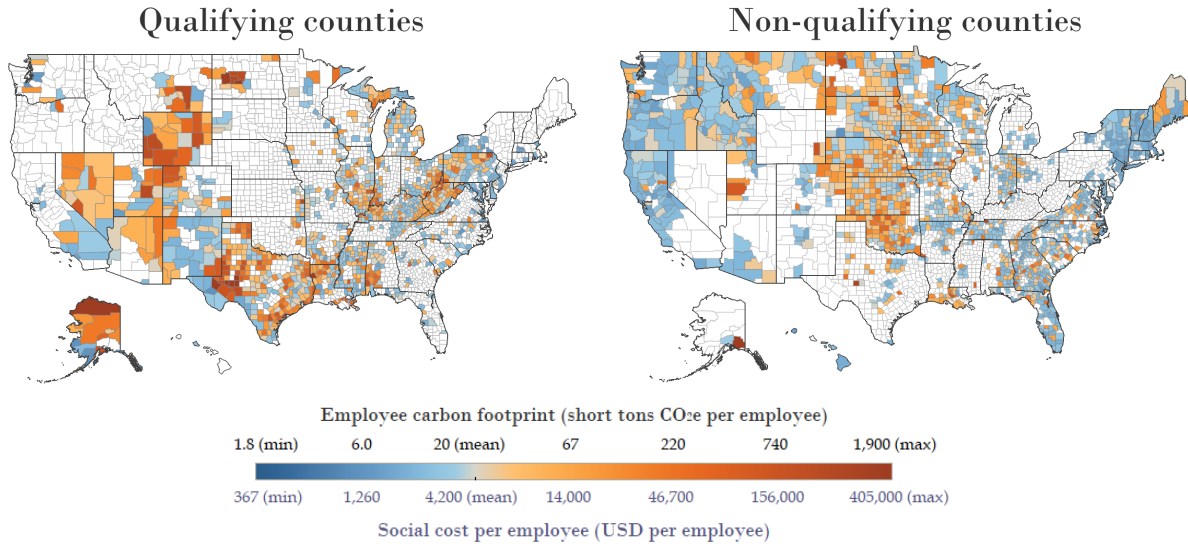 Qualifying counties
Non-qualifying counties
Employee carbon footprint (short tons CO₂e per employee)
1.8 (min) 6.0 20 (mean) 67 220 740 1,900 (max)
367 (min) 1,260 4,200 (mean) 14,000 46,700 156,000 405,000 (max)
Social cost per employee (USD per employee)